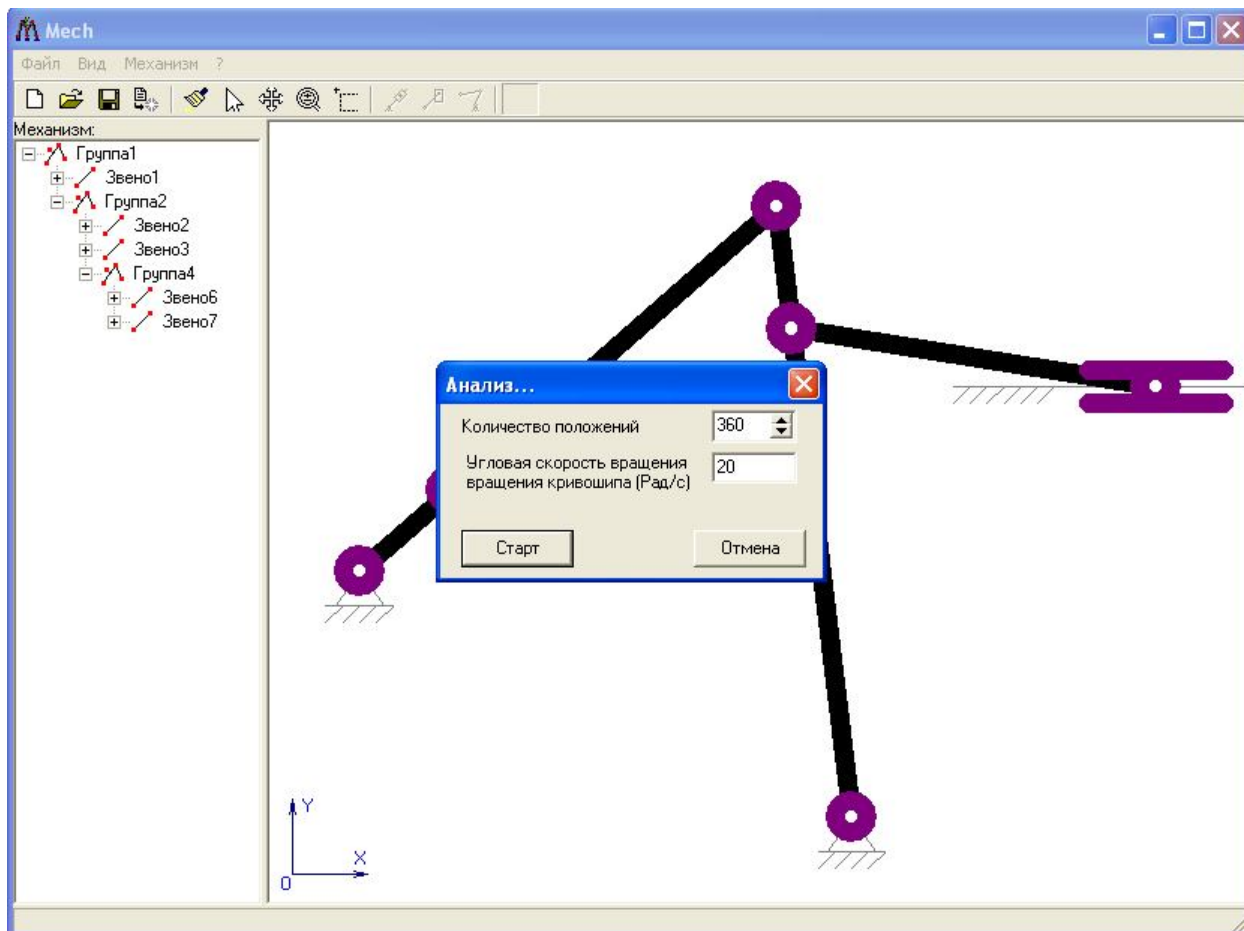 Mech
Файл Вид Механизм ?
Механизм:
Группа1
Звено1
Группа2
Звено2
Звено3
Группа4
Звено6
Звено7
Анализ...
Количество положений 360
Угловая скорость вращения
вращения кривошипа (Рад/с) 20
Старт Отмена
Y
X
0